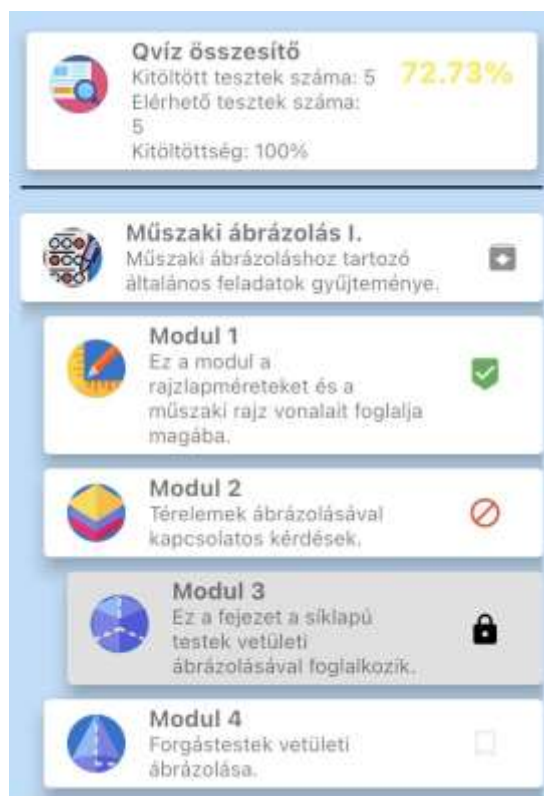 Qvíz összesítő
Kitöltött tesztek száma: 5
72.73%
Elérhető tesztek száma:
5
Kitöltöttség: 100%
Műszaki ábrázolás I.
Műszaki ábrázoláshoz tartozó
általános feladatok gyűjteménye.
Modul 1
Ez a modul a
rajzlapméreteket és a
műszaki rajz vonalait foglalja
magába.
Modul 2
Térelemek ábrázolásával
kapcsolatos kérdések.
Modul 3
Ez a fejezet a síklapú
testek vetületi
ábrázolásával foglalkozik.
Modul 4
Forgástestek vetületi
ábrázolása.